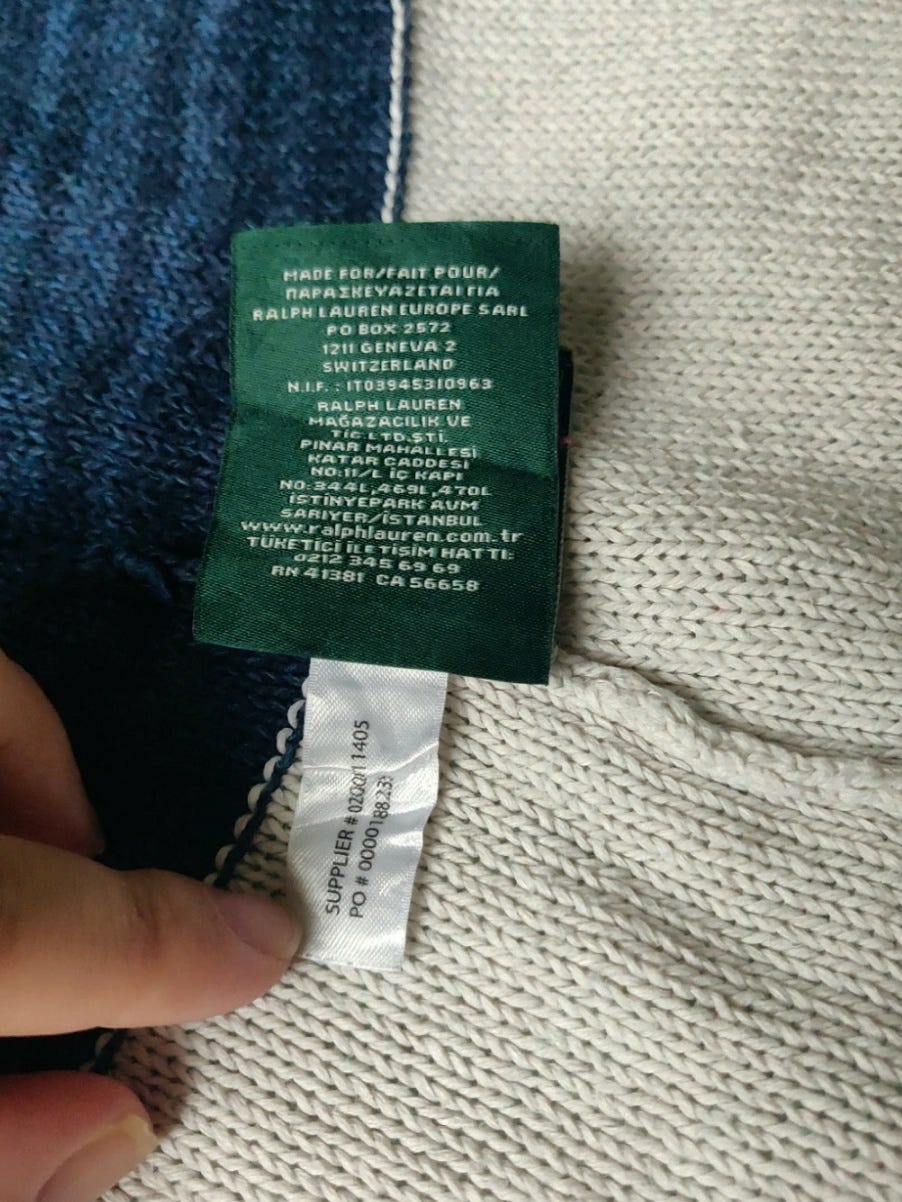 MADE FOR/FAIT POUR/
ΠΑΡΑΣΚΕΥΑΖΕΤΑΙ ΓΙΑ
RALPH LAUREN EUROPE SARL
PO BOX 2572
1211 GENEVA 2
SWITZERLAND
N.I.F. : IT03945310963
RALPH LAUREN
MAĞAZACILIK VE
TİC.LTD.ŞTİ.
PINAR MAHALLESİ
KATAR CADDESİ
NO:11/L İÇ KAPI
NO:344L,469L,470L
İSTİNYEPARK AVM
SARIYER/İSTANBUL
www.ralphlauren.com.tr
TÜKETİCİ İLETİŞİM HATTI:
0212 345 69 69
RN 41381 CA 56658
SUPPLIER # 0200011405
PO #